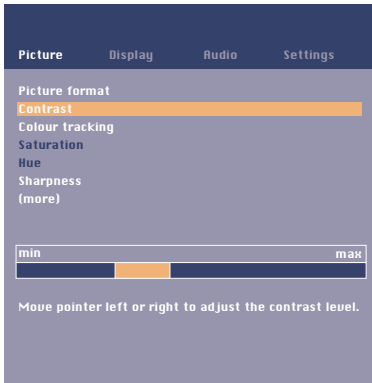 Picture Display Audio Settings
Picture format
Contrast
Colour tracking
Saturation
Hue
Sharpness
(more)
min max
Move pointer left or right to adjust the contrast level.